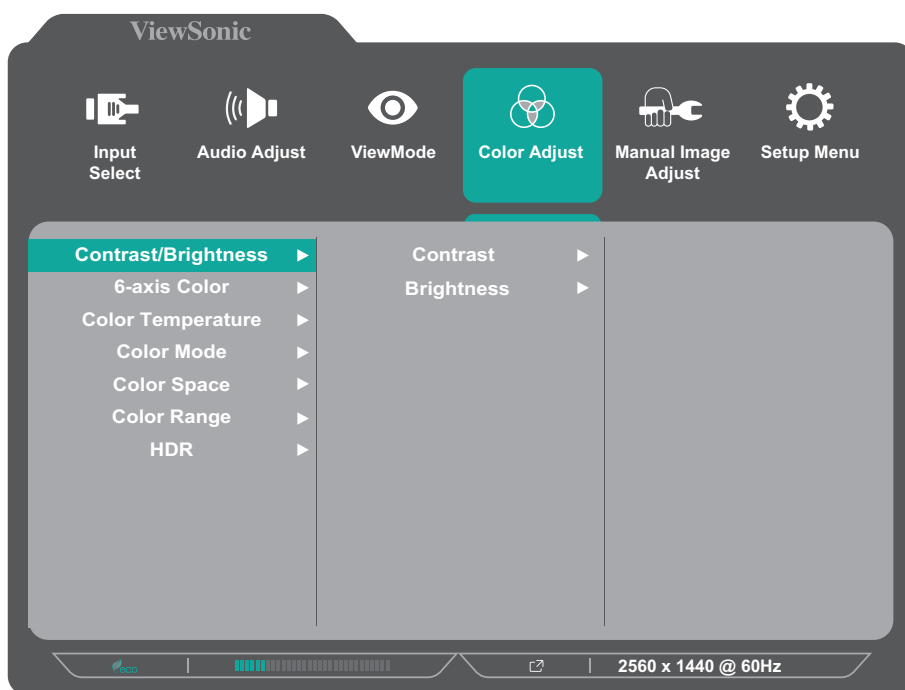 ViewSonic
Input Select
Audio Adjust
ViewMode
Color Adjust
Manual Image Adjust
Setup Menu
Contrast/Brightness
Contrast
6-axis Color
Brightness
Color Temperature
Color Mode
Color Space
Color Range
HDR
eco
2560 x 1440 @ 60Hz